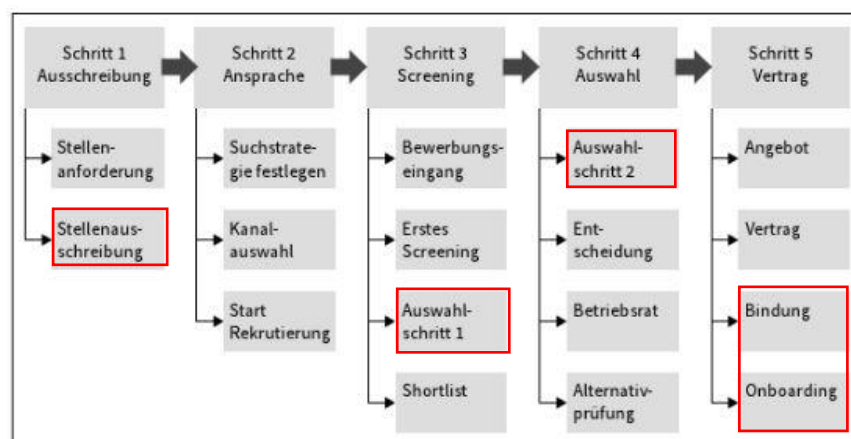 Schritt 1
Ausschreibung
Schritt 2
Ansprache
Schritt 3
Screening
Schritt 4
Auswahl
Schritt 5
Vertrag
Stellen-
anforderung
Stellenaus-
schreibung
Suchstrate-
gie festlegen
Kanal-
auswahl
Start
Rekrutierung
Bewerbungs-
eingang
Erstes
Screening
Auswahl-
schritt 1
Shortlist
Auswahl-
schritt 2
Ent-
scheidung
Betriebsrat
Alternativ-
prüfung
Angebot
Vertrag
Bindung
Onboarding